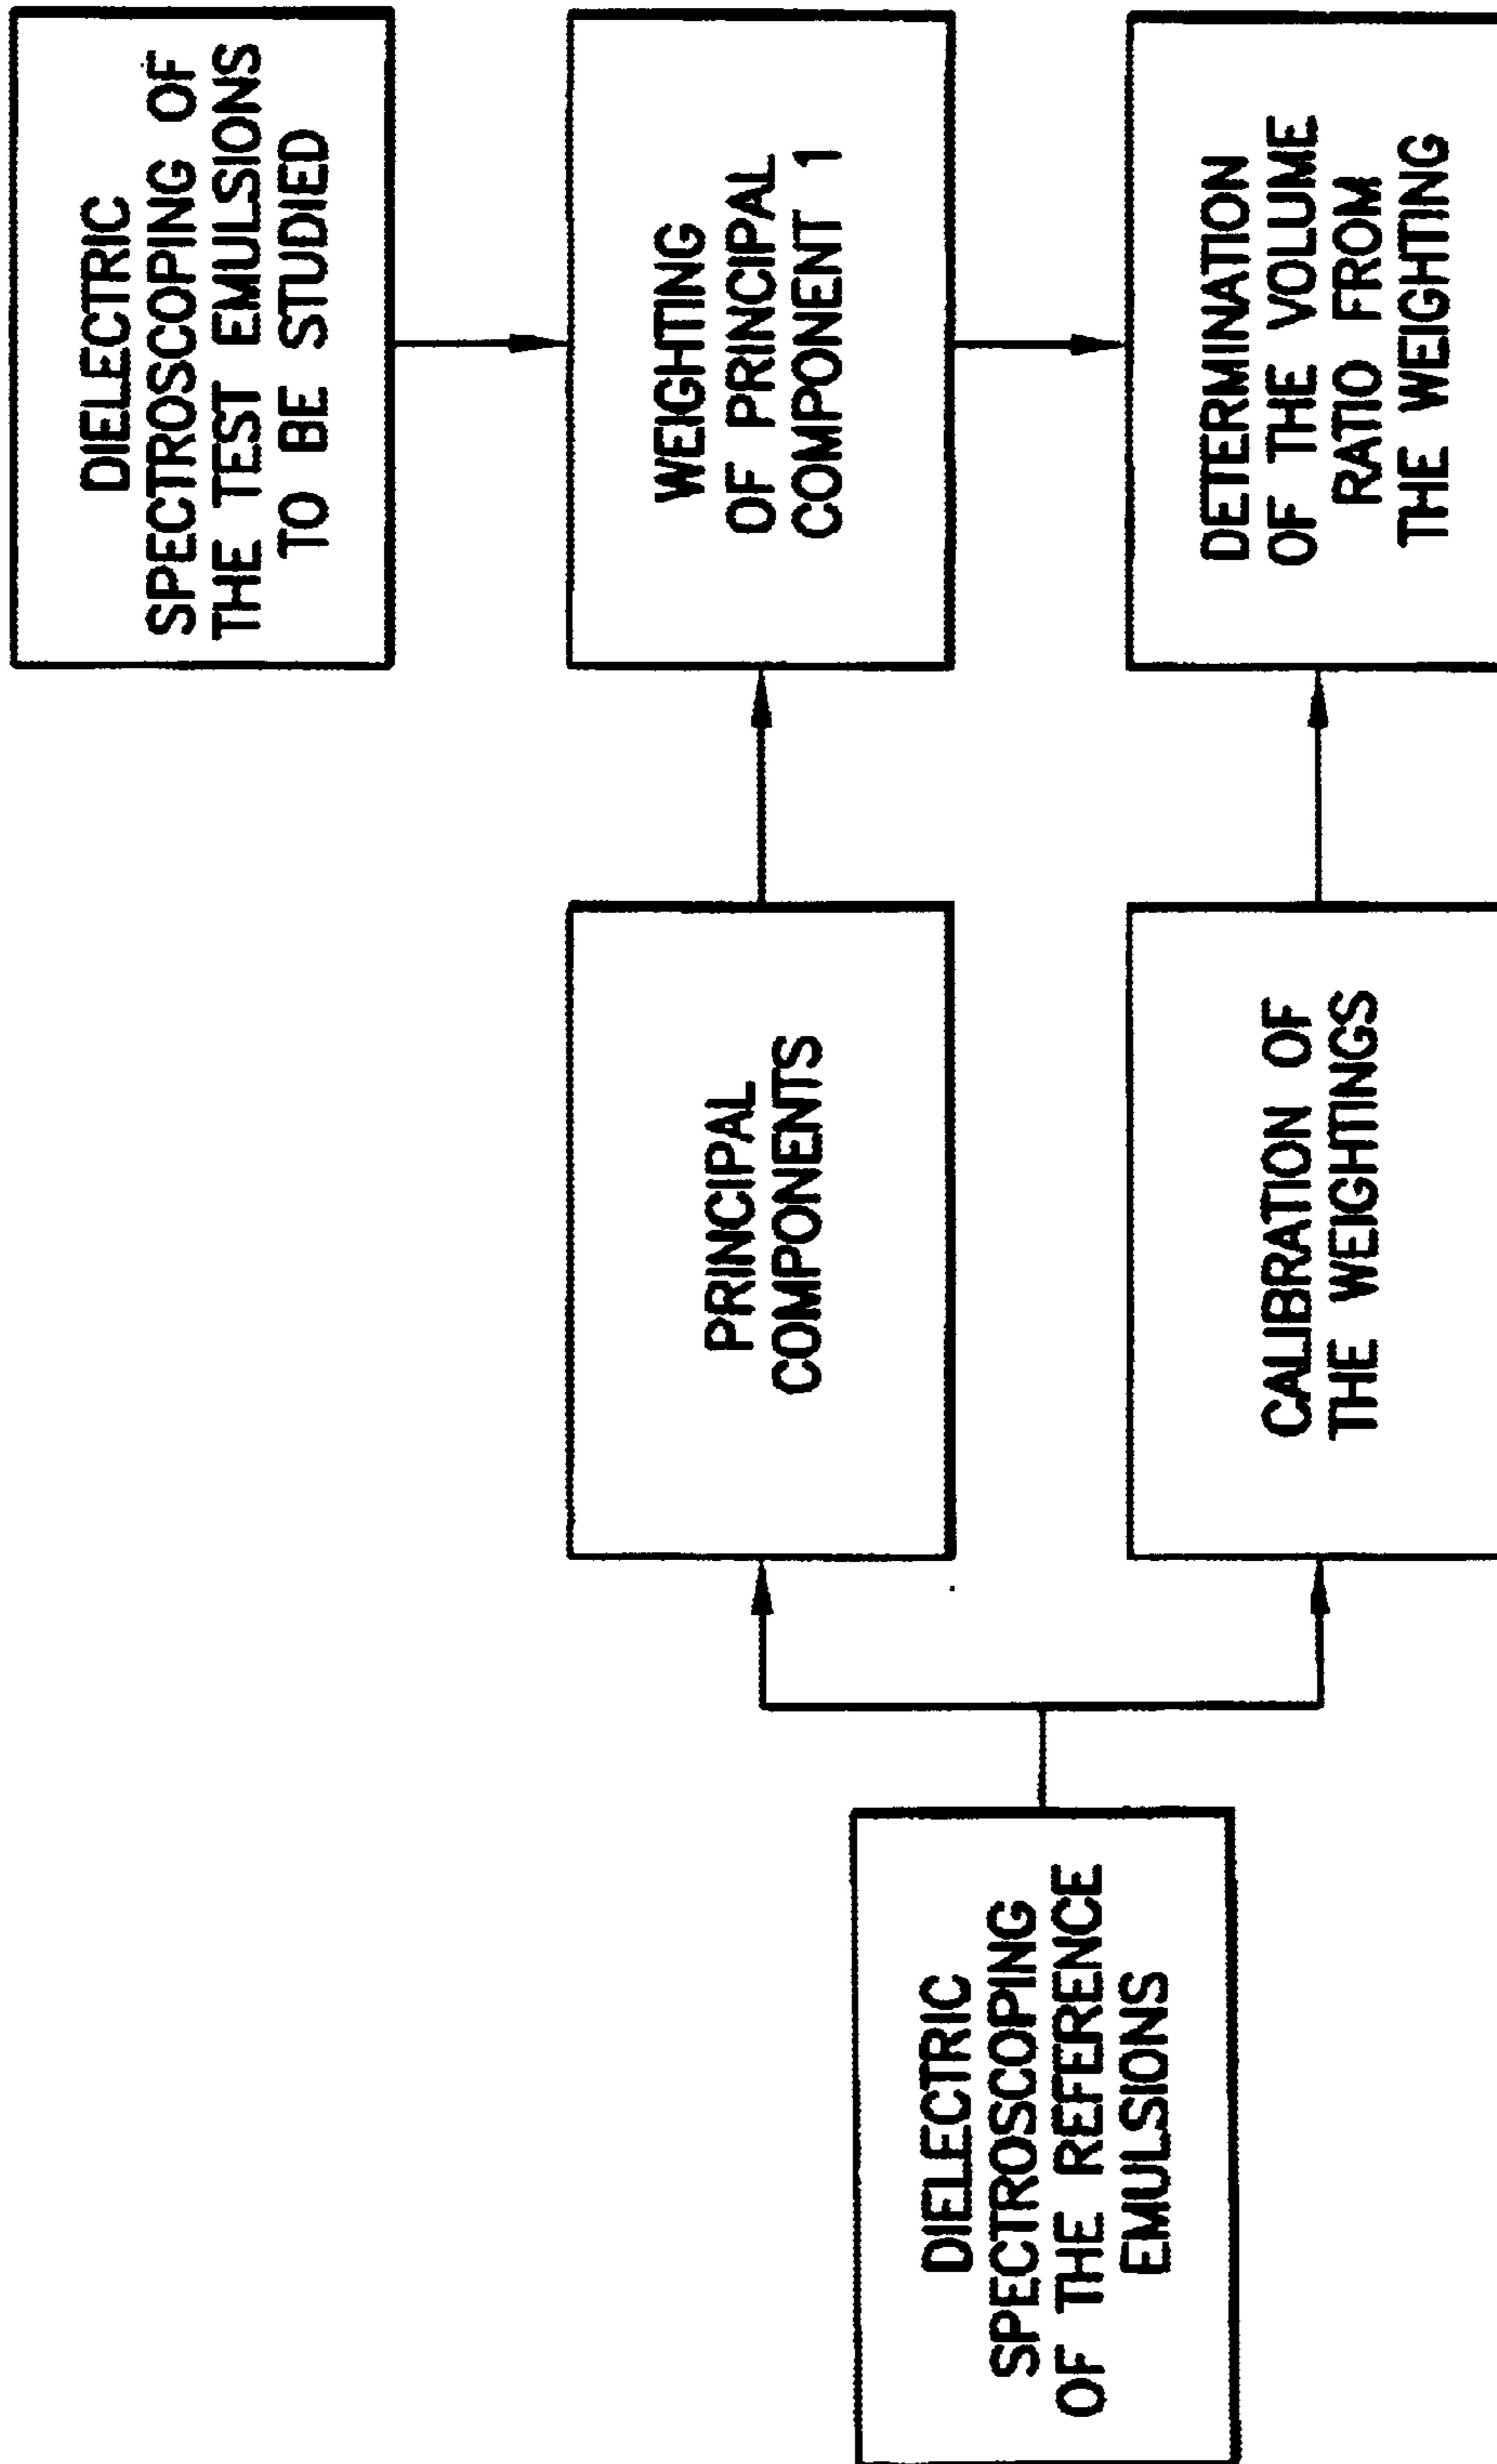 DIELECTRIC
SPECTROSCOPING
OF THE REFERENCE
EMULSIONS
PRINCIPAL
COMPONENTS
CALIBRATION OF
THE WEIGHTINGS
DIELECTRIC
SPECTROSCOPING OF
THE TEST EMULSIONS
TO BE STUDIED
WEIGHTING
OF PRINCIPAL
COMPONENT 1
DETERMINATION
OF THE VOLUME
RATIO FROM
THE WEIGHTING